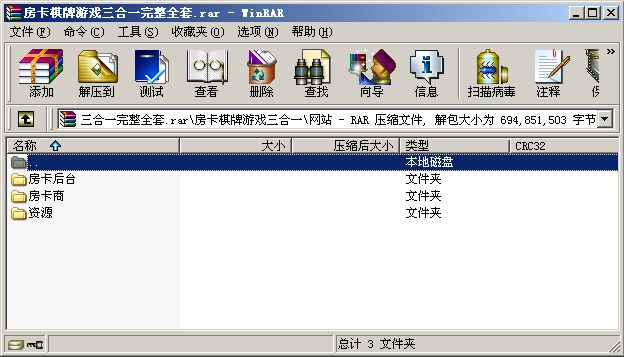 房卡棋牌游戏三合一完整全套.rar - WinRAR
文件(F) 命令(C) 工具(S) 收藏夹(O) 选项(N) 帮助(H)
添加 解压到 测试 查看 删除 查找 向导 信息 扫描病毒 注释
三合一完整全套.rar\房卡棋牌游戏三合一\网站 - RAR 压缩文件, 解包大小为 694,851,503 字节
名称 大小 压缩后大小 类型 CRC32
.. 本地磁盘
房卡后台 文件夹
房卡商 文件夹
资源 文件夹
总计 3 文件夹